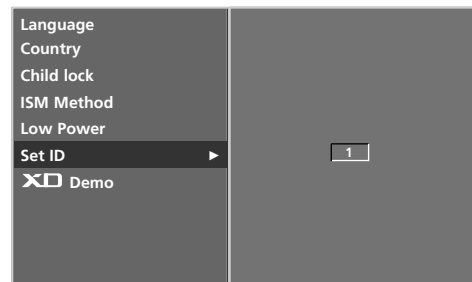 Language
Country
Child lock
ISM Method
Low Power
Set ID ►
XD Demo
1